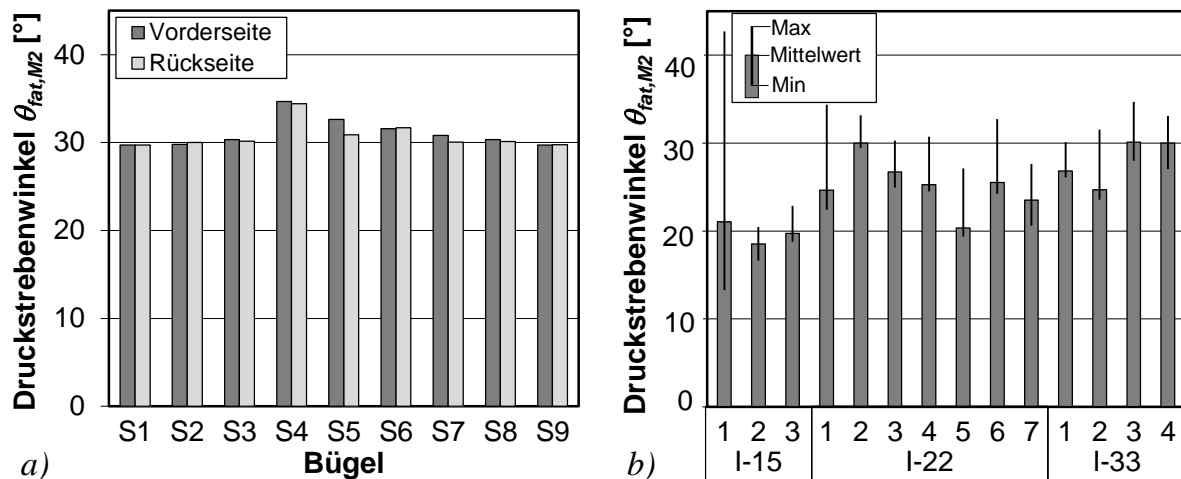 Druckstrebenwinkel θfat,M2 [°]
40
30
20
10
0
Vorderseite
Rückseite
S1 S2 S3 S4 S5 S6 S7 S8 S9
Bügel
a)
Druckstrebenwinkel θfat,M2 [°]
40
30
20
10
0
Max
Mittelwert
Min
1 2 3 1 2 3 4 5 6 7 1 2 3 4
I-15 I-22 I-33
b)